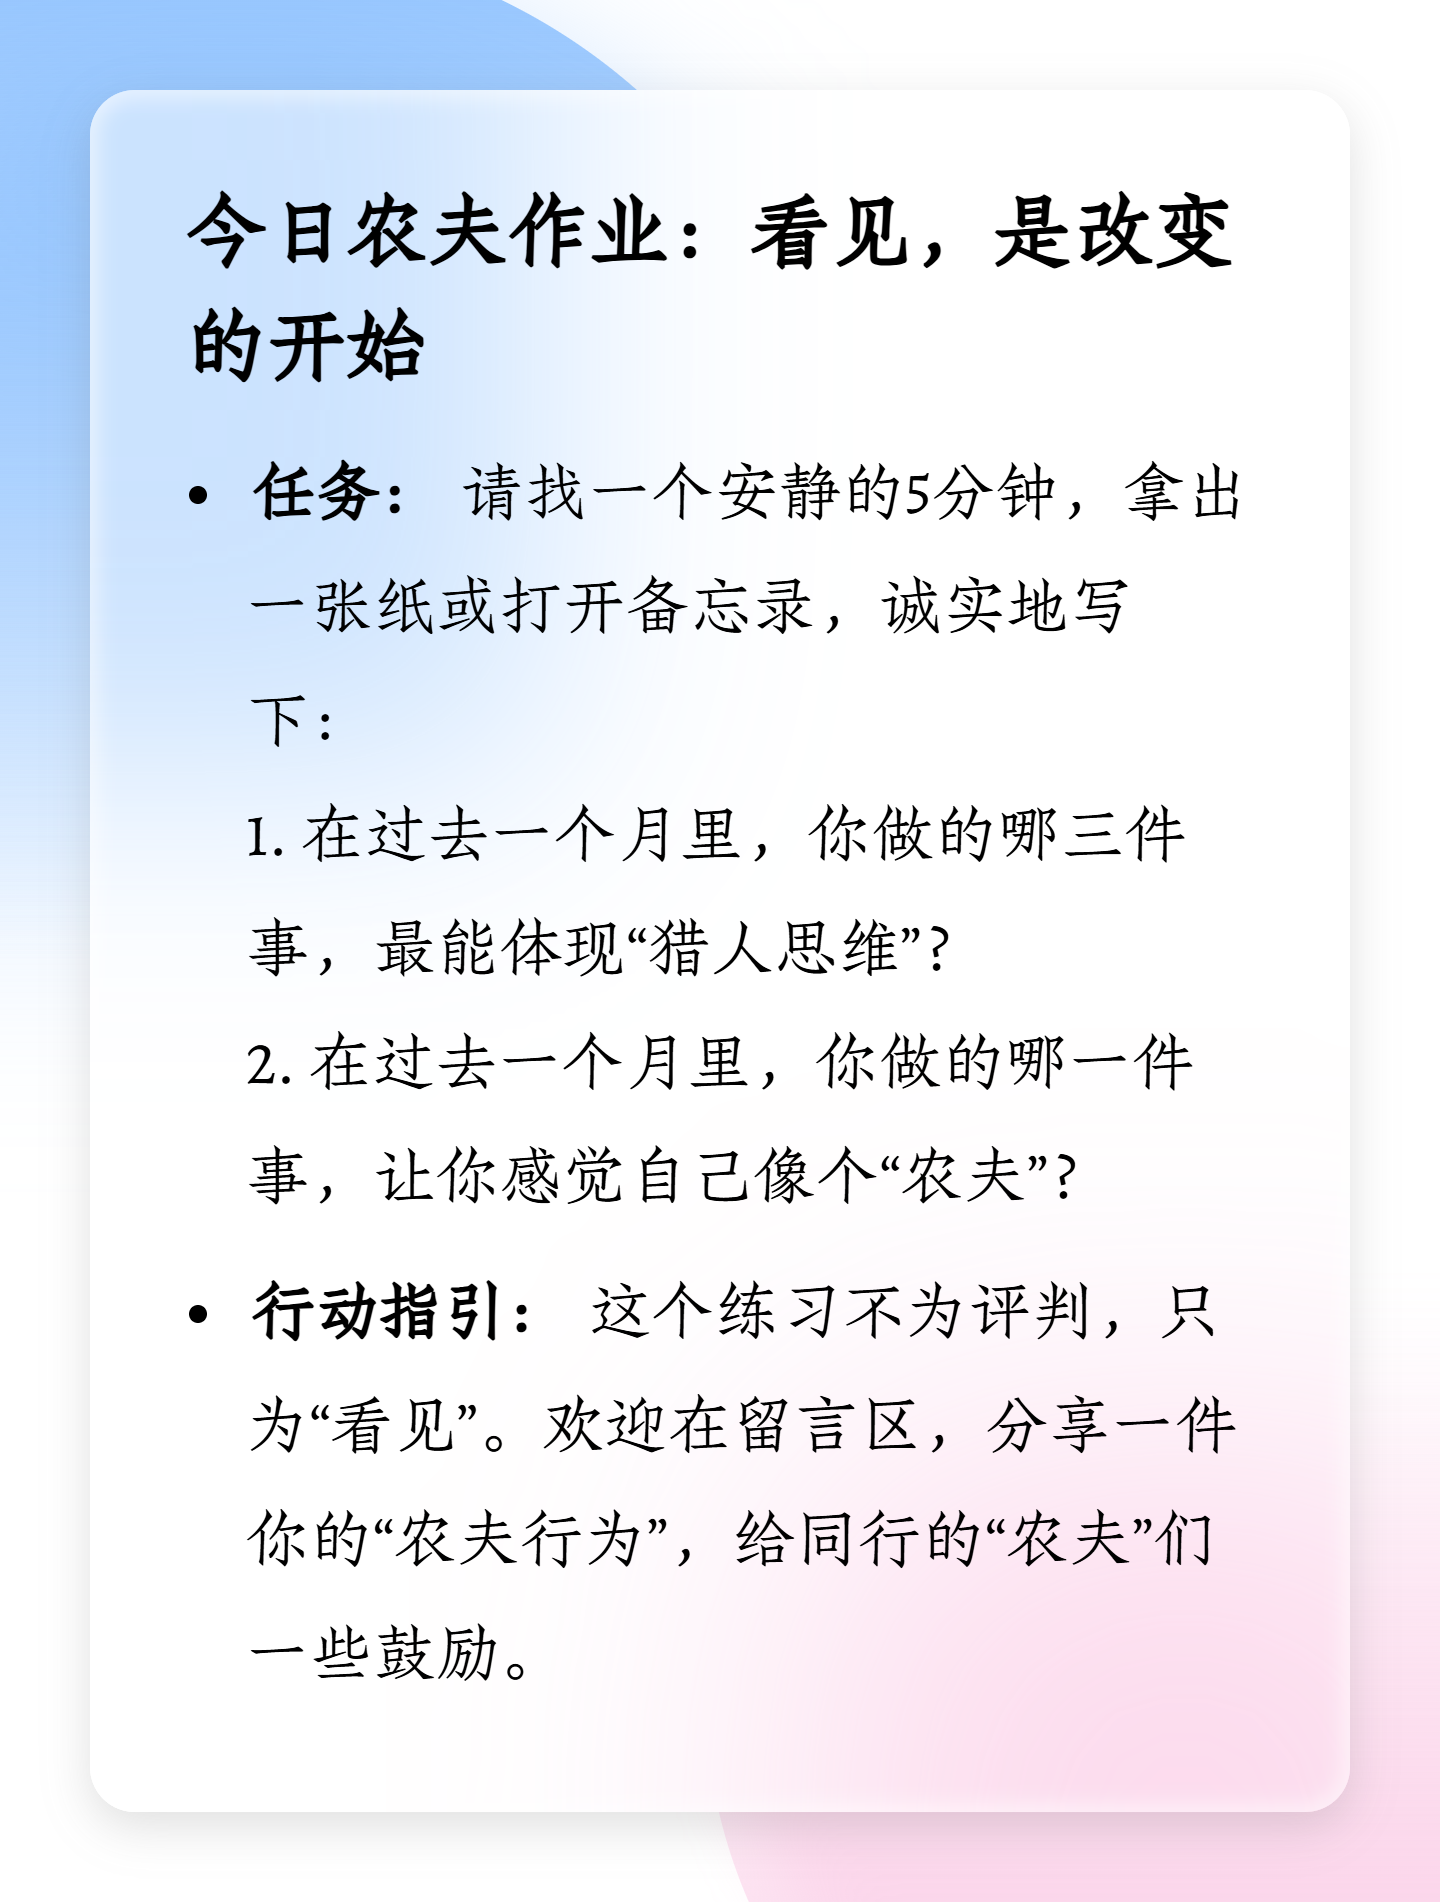 今日农夫作业：看见，是改变
的开始
• 任务： 请找一个安静的5分钟，拿出
一张纸或打开备忘录，诚实地写
下：
1. 在过去一个月里，你做的哪三件
事，最能体现“猎人思维”？
2. 在过去一个月里，你做的哪一件
事，让你感觉自己像个“农夫”？
• 行动指引： 这个练习不为评判，只
为“看见”。欢迎在留言区，分享一件
你的“农夫行为”，给同行的“农夫”们
一些鼓励。